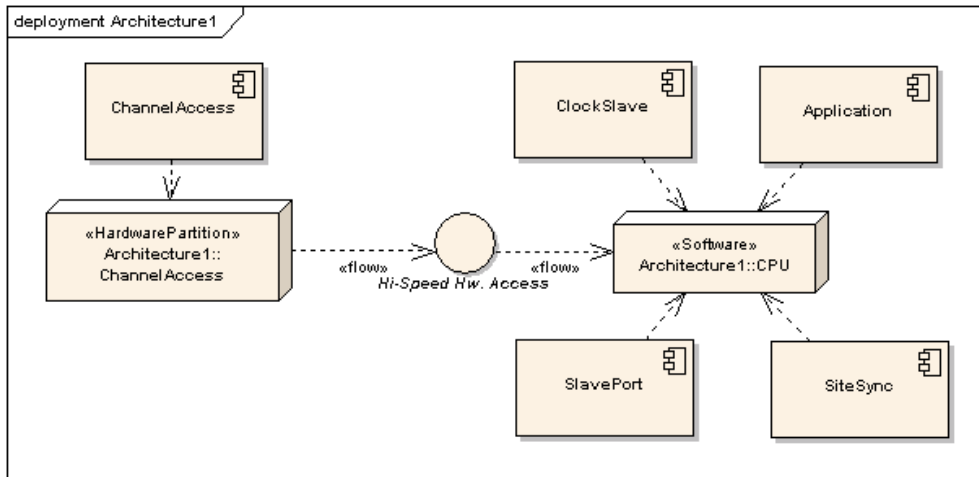 deployment Architecture1
ChannelAccess
ClockSlave
Application
«HardwarePartition»
Architecture1::
ChannelAccess
«flow»
«flow»
Hi-Speed Hw. Access
«Software»
Architecture1::CPU
SlavePort
SiteSync